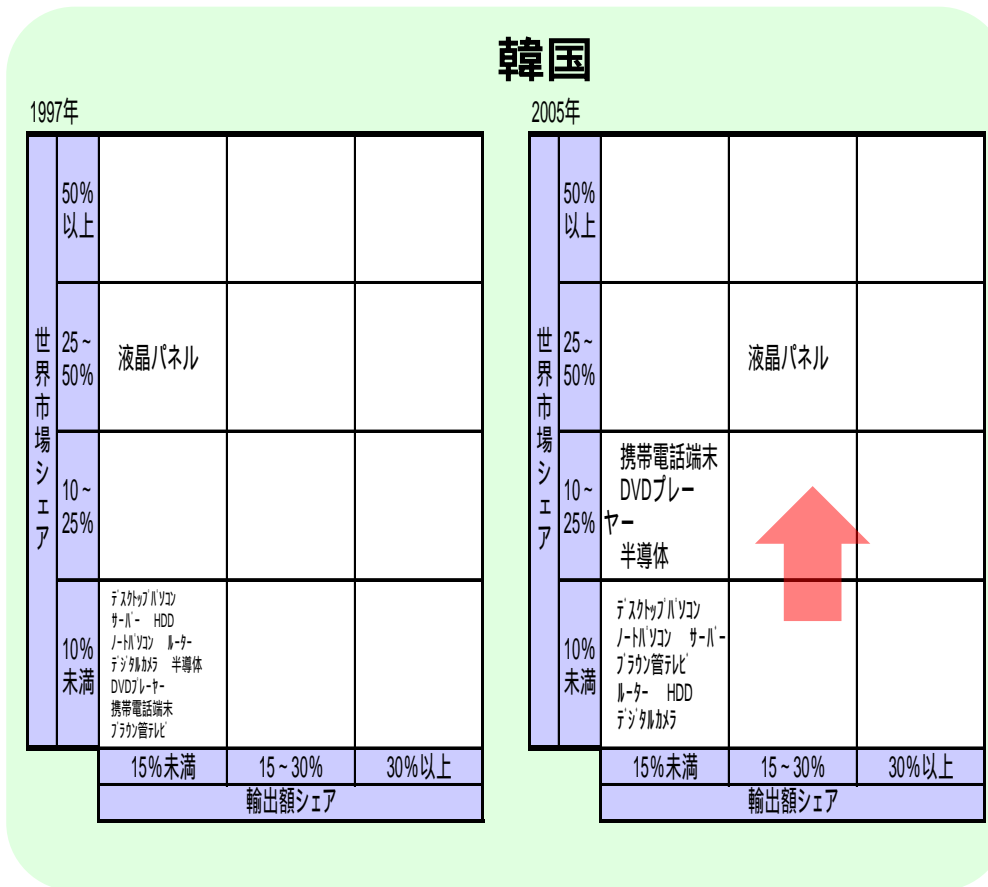 韓国
1997年
50%
以上
25~
50%
10~
25%
10%
未満
世界市場シェア
液晶パネル
デスクトップパソコン
サーバー HDD
ノートパソコン ルーター
デジタルカメラ 半導体
DVDプレーヤー
携帯電話端末
ブラウン管テレビ
15%未満
15~30%
30%以上
輸出額シェア
2005年
50%
以上
25~
50%
10~
25%
10%
未満
世界市場シェア
液晶パネル
携帯電話端末
DVDプレー
ヤー
半導体
デスクトップパソコン
ノートパソコン サーバー
ブラウン管テレビ
ルーター HDD
デジタルカメラ
15%未満
15~30%
30%以上
輸出額シェア